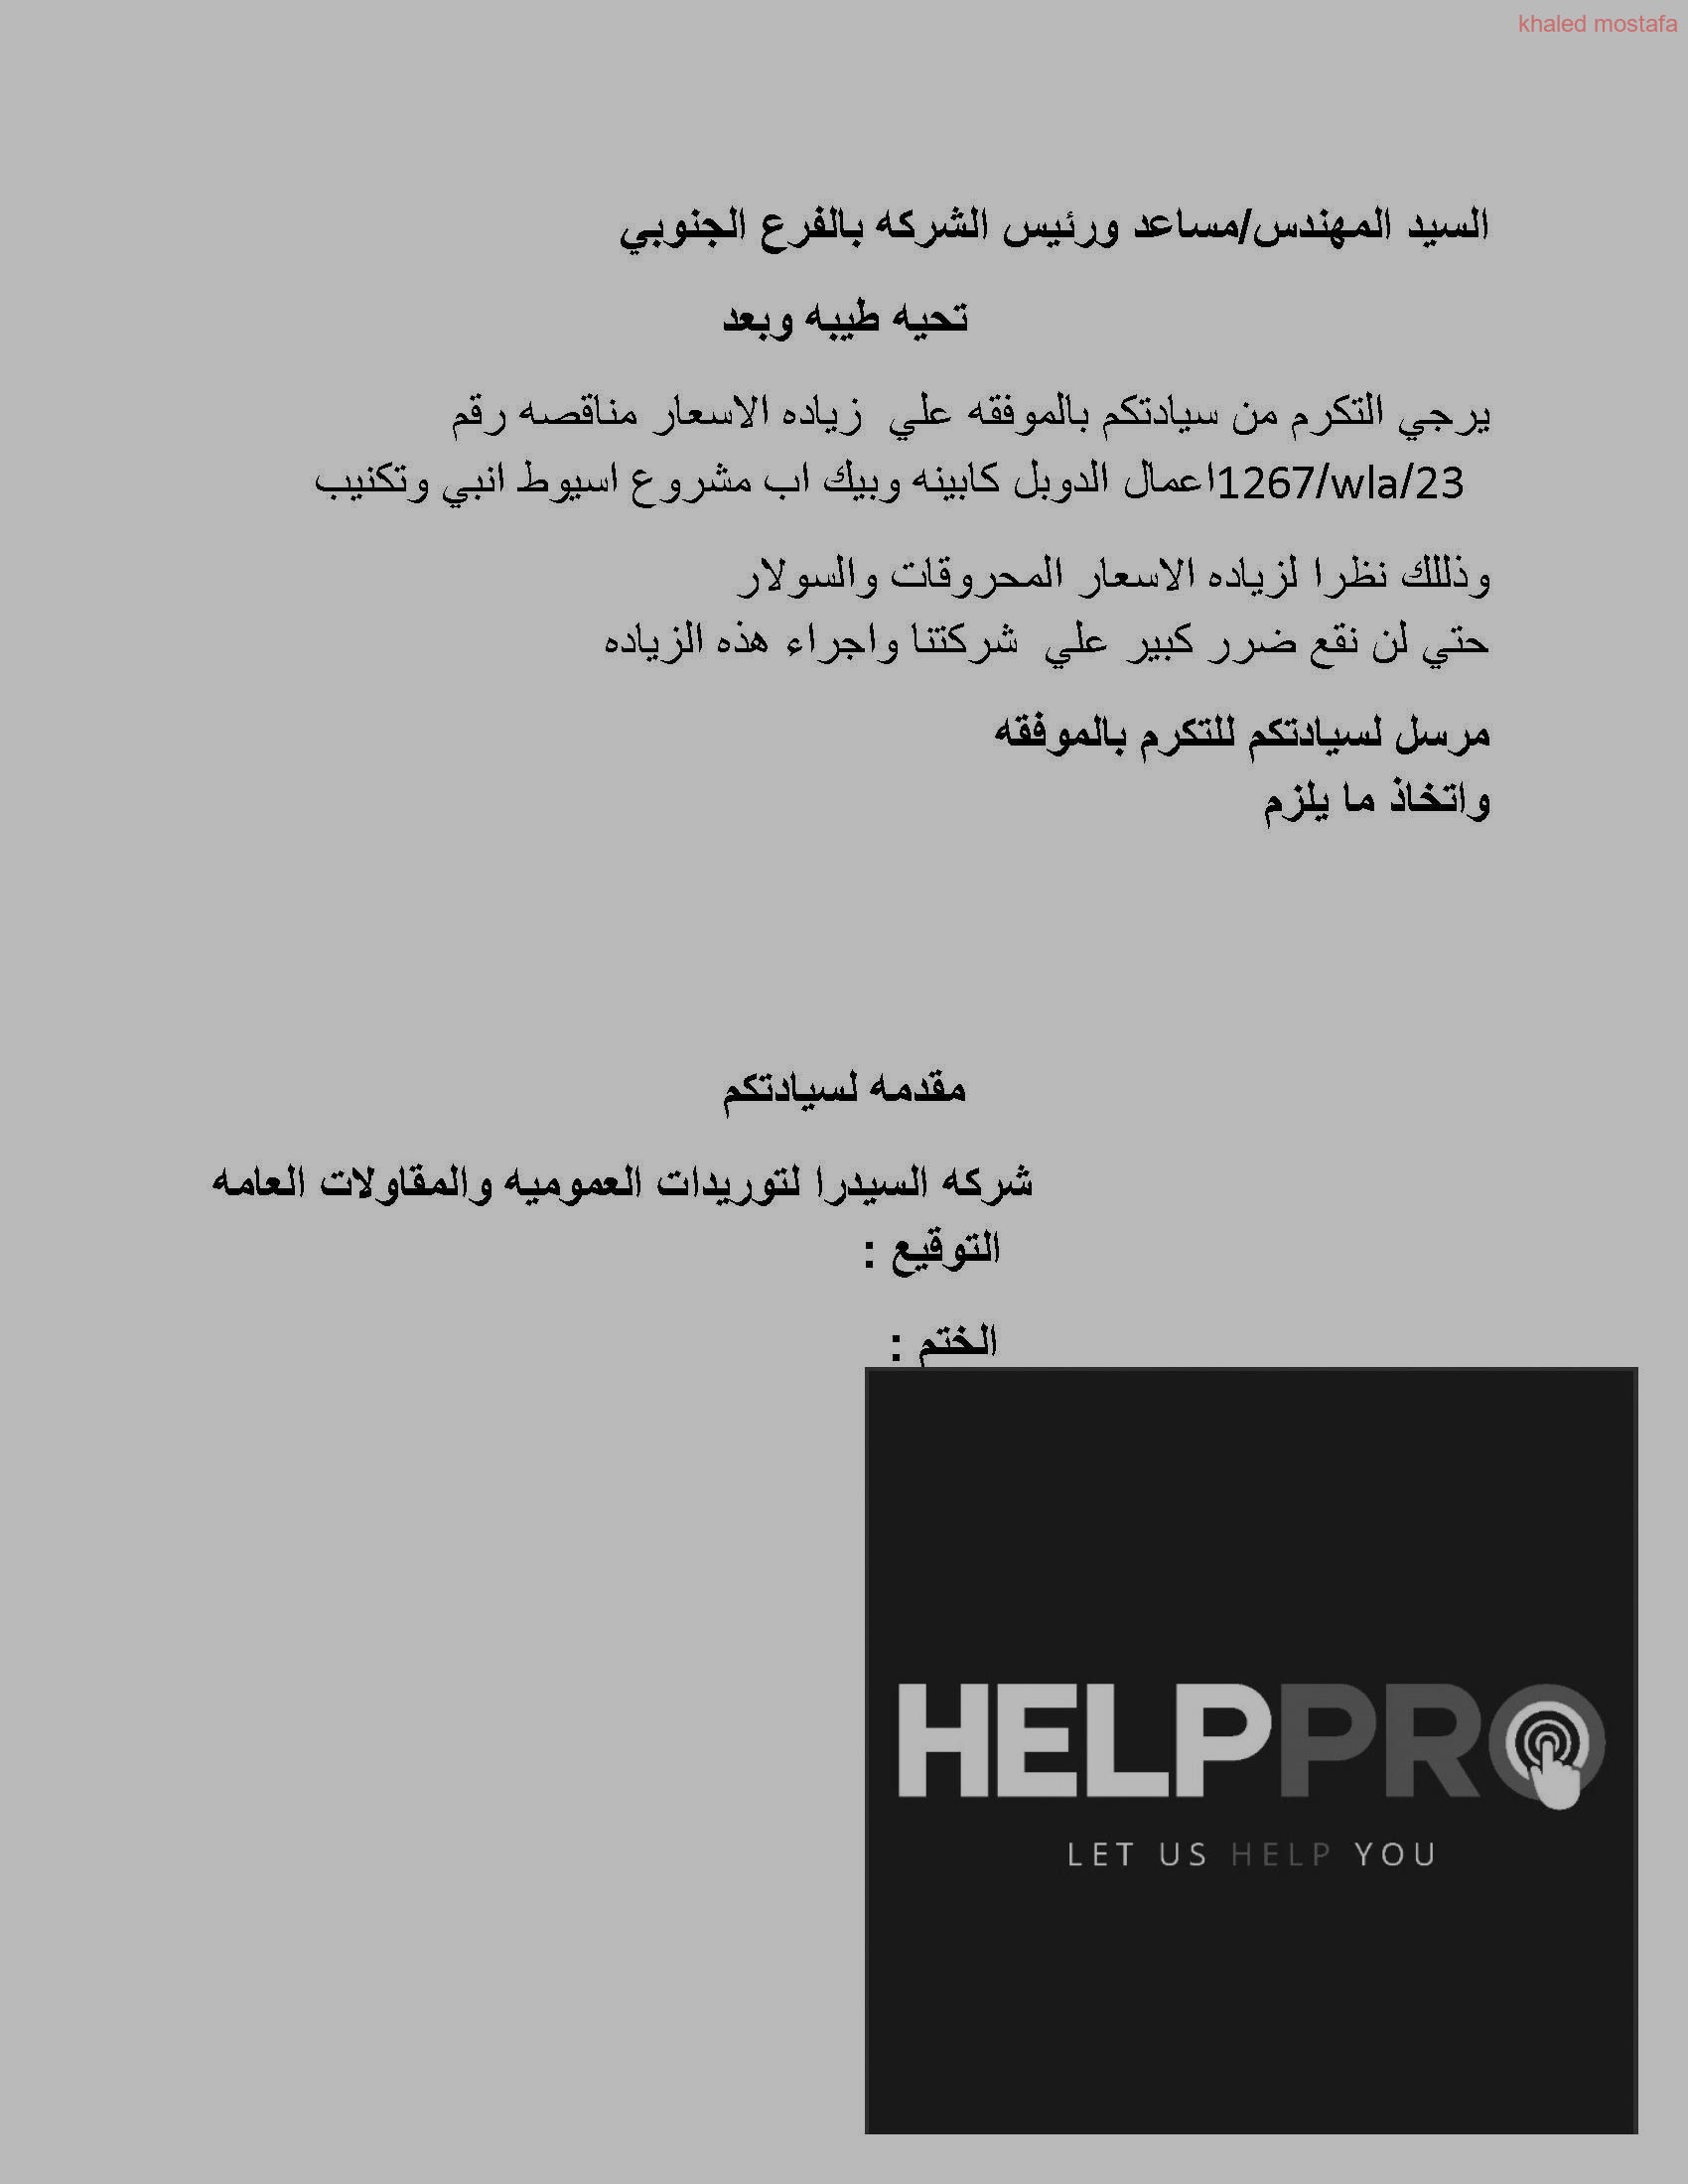 khaled mostafa
السيد المهندس/مساعد ورئيس الشركه بالفرع الجنوبي
تحيه طيبه وبعد
يرجي التكرم من سيادتكم بالموفقه علي زياده الاسعار مناقصه رقم
1267/wla/23اعمال الدوبل كابينه وبيك اب مشروع اسيوط انبي وتكنيب
وذللك نظرا لزياده الاسعار المحروقات والسولار
حتي لن نقع ضرر كبير علي شركتنا واجراء هذه الزياده
مرسل لسيادتكم للتكرم بالموفقه
واتخاذ ما يلزم
مقدمه لسيادتكم
شركه السيدرا لتوريدات العموميه والمقاولات العامه
التوقيع :
الختم :
HELPPRO
LET US HELP YOU